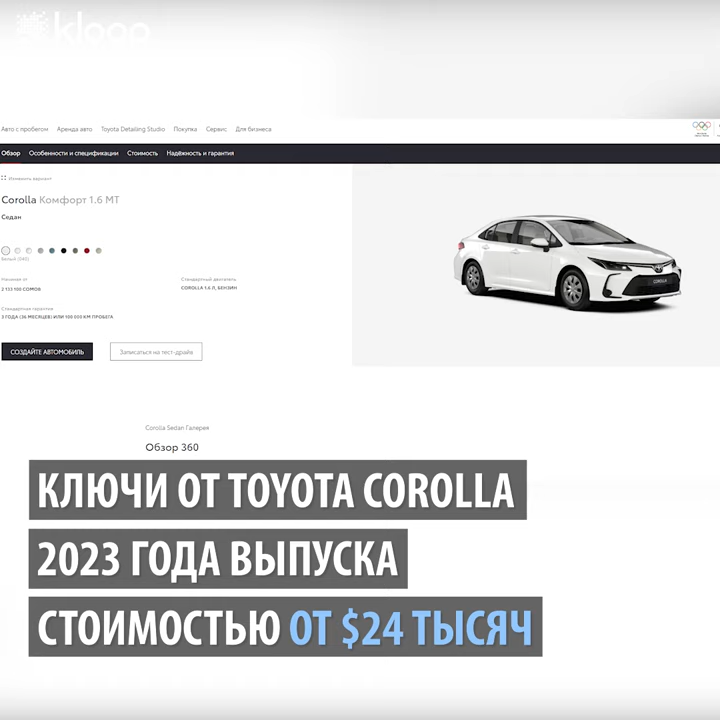 kloop
Авто с пробегом Аренда авто Toyota Detailing Studio Покупка Сервис Для бизнеса
Обзор Особенности и спецификации Стоимость Надёжность и гарантия
Изменить вариант
Corolla Комфорт 1.6 MT
Седан
Белый (040)
Начиная от
2 133 100 СОМОВ
Стандартный двигатель
COROLLA 1.6 Л, БЕНЗИН
Стандартная гарантия
3 ГОДА (36 МЕСЯЦЕВ) ИЛИ 100 000 КМ ПРОБЕГА
СОЗДАЙТЕ АВТОМОБИЛЬ
Записаться на тест-драйв
COROLLA
Corolla Sedan Галерея
Обзор 360
КЛЮЧИ ОТ TOYOTA COROLLA
2023 ГОДА ВЫПУСКА
СТОИМОСТЬЮ ОТ $24 ТЫСЯЧ